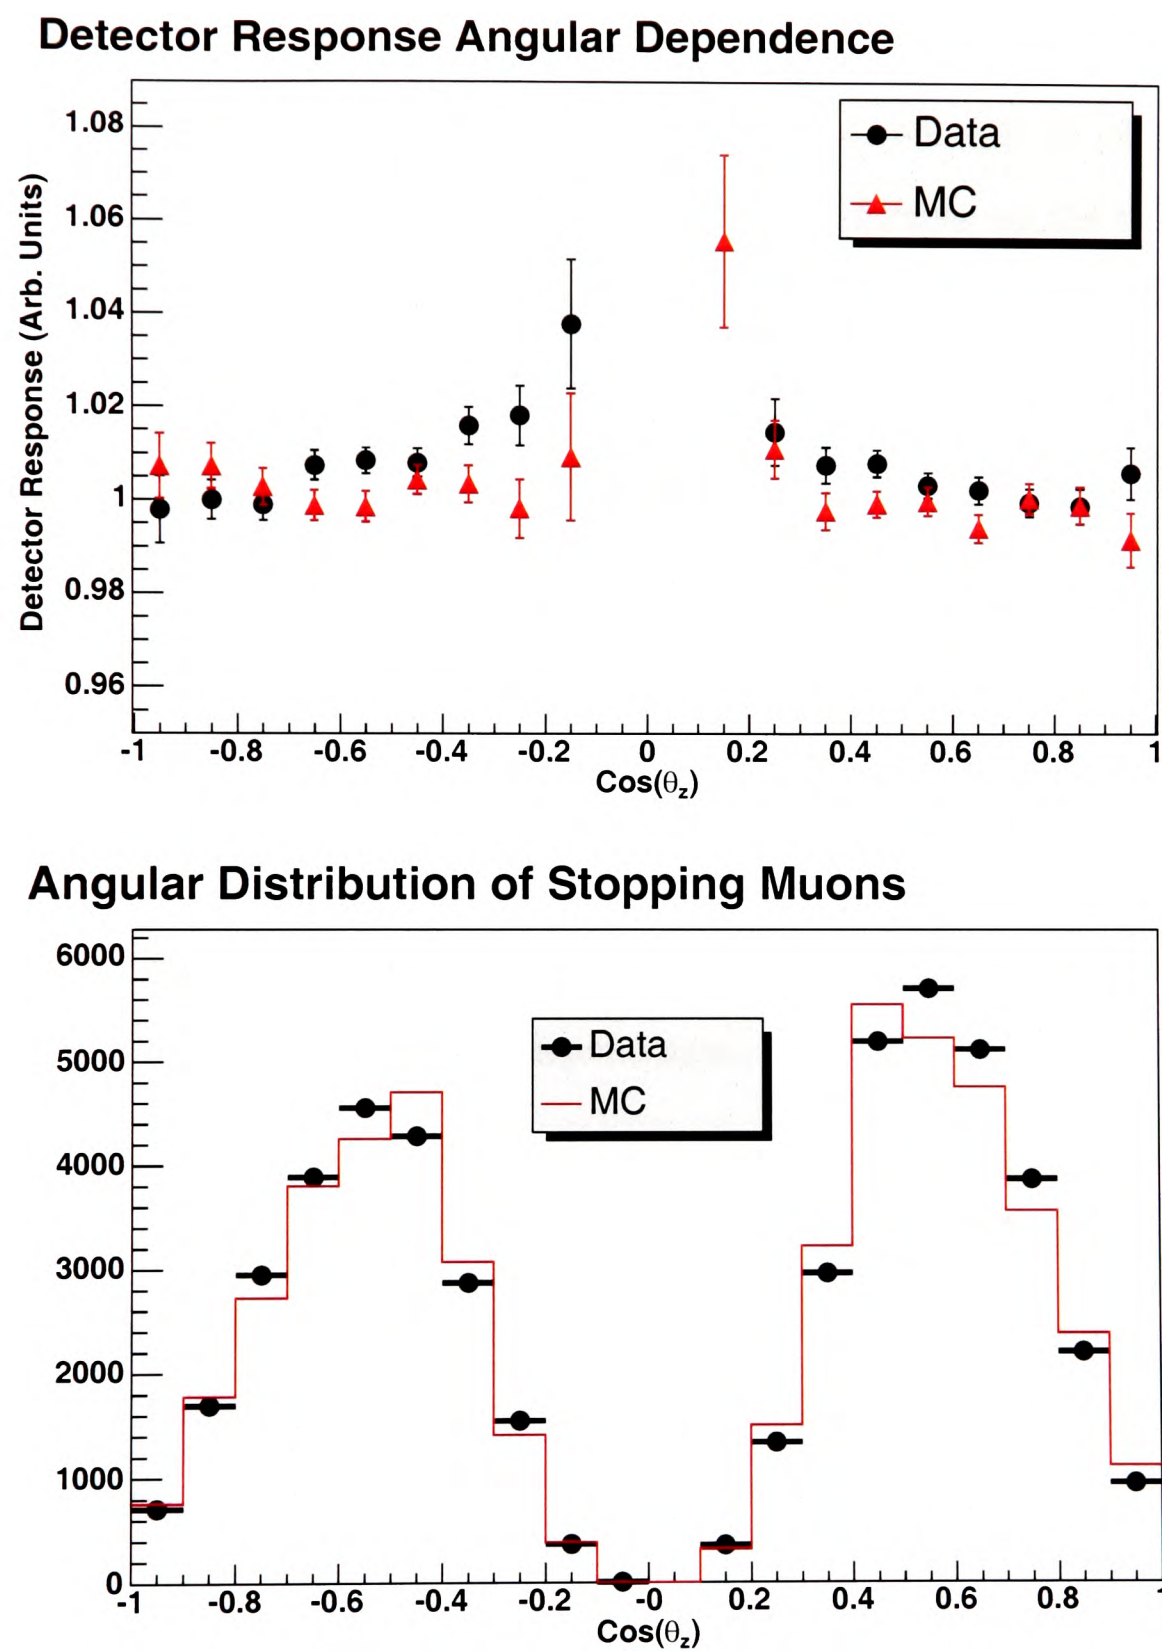 Detector Response Angular Dependence
Detector Response (Arb. Units)
1.08
1.06
1.04
1.02
1
0.98
0.96
Data
MC
-1 -0.8 -0.6 -0.4 -0.2 0 0.2 0.4 0.6 0.8 1
Cos(θz)
Angular Distribution of Stopping Muons
6000
5000
4000
3000
2000
1000
0
Data
MC
-1 -0.8 -0.6 -0.4 -0.2 -0 0.2 0.4 0.6 0.8 1
Cos(θz)